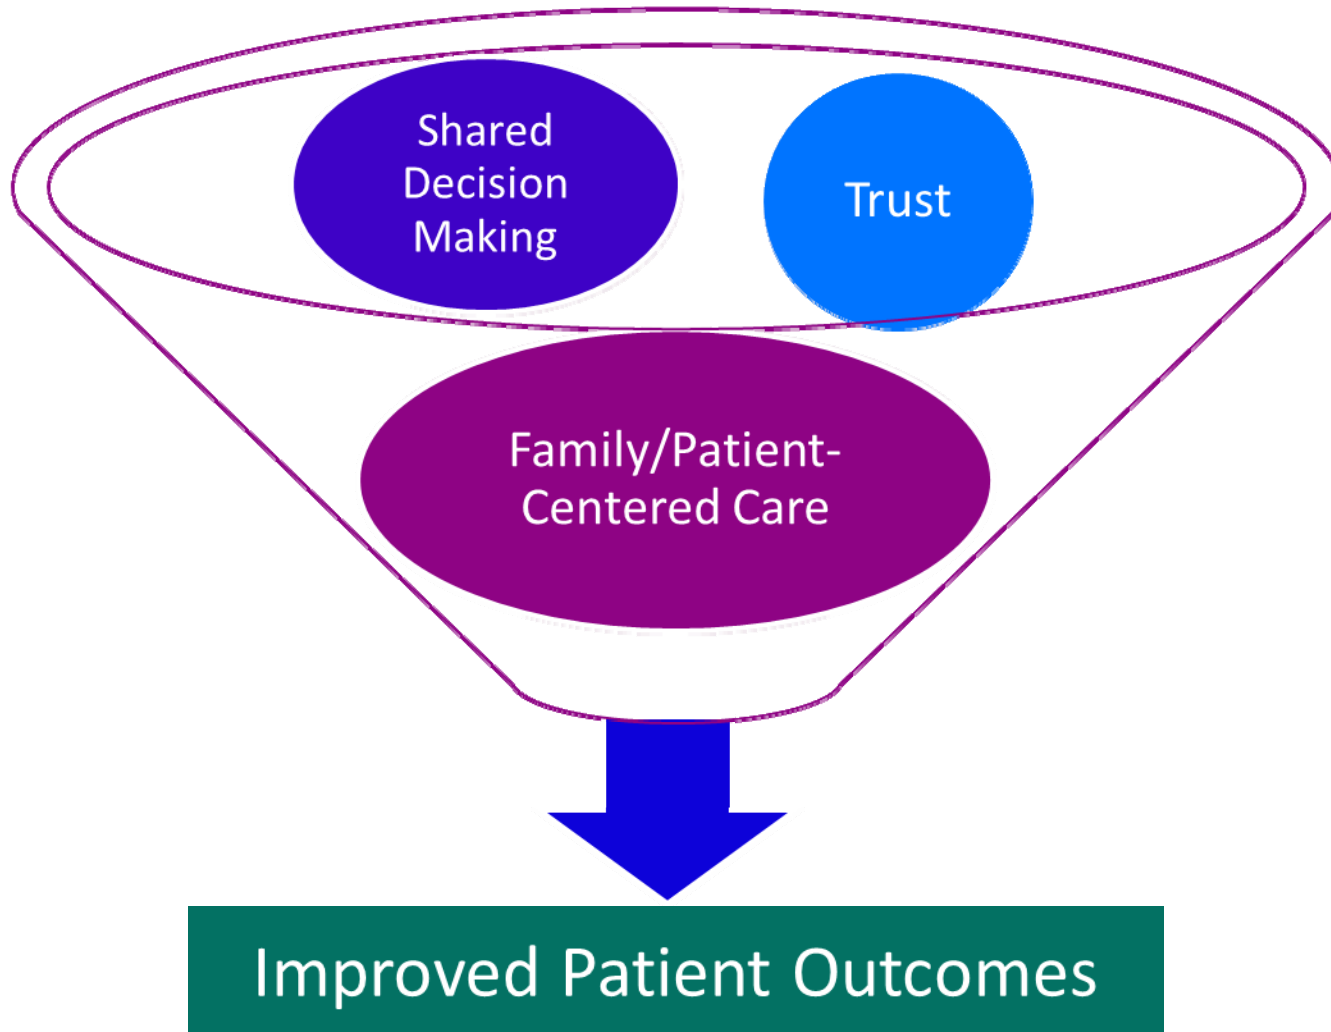 Shared
Decision
Making
Trust
Family/Patient-
Centered Care
Improved Patient Outcomes